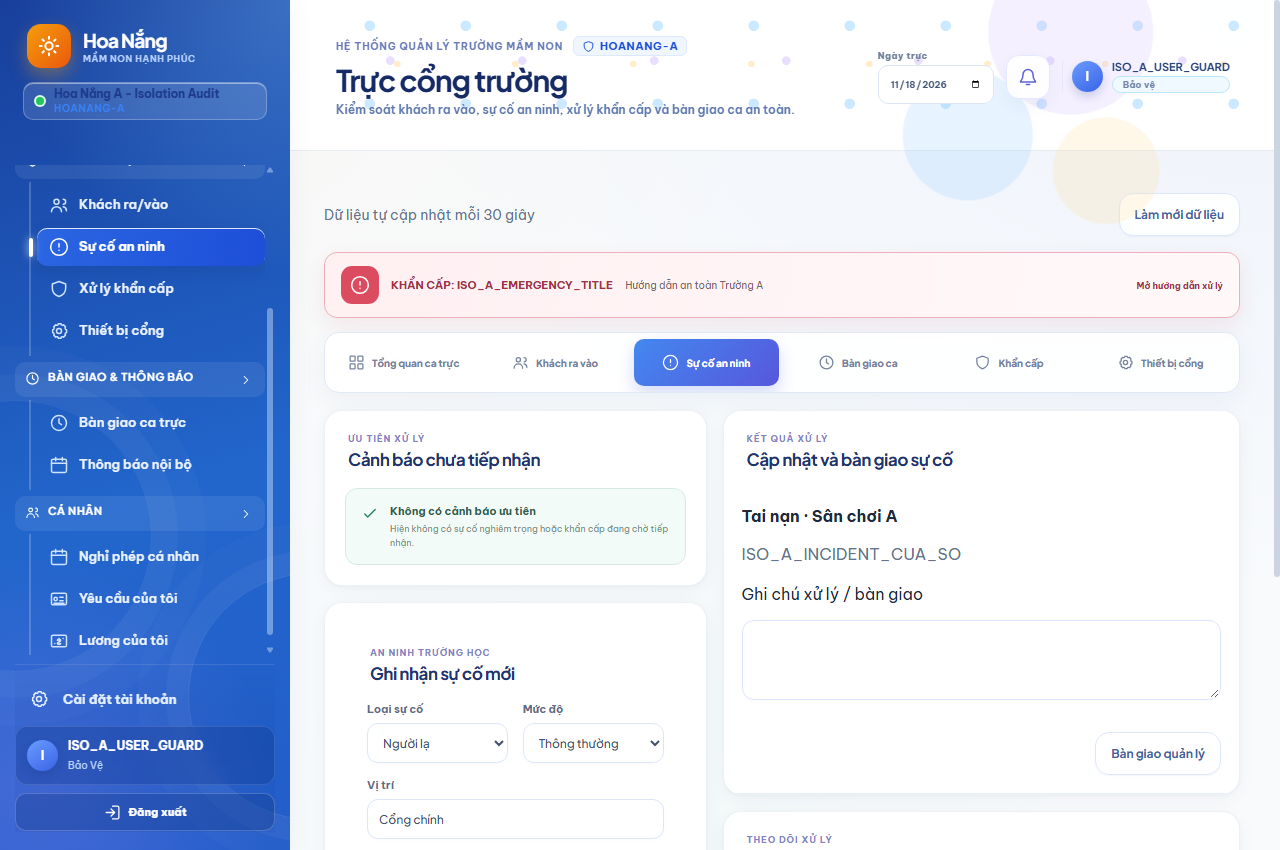 Hoa Nắng
MẦM NON HẠNH PHÚC
Hoa Nắng A - Isolation Audit
HOANANG-A
Khách ra/vào
Sự cố an ninh
Xử lý khẩn cấp
Thiết bị cổng
BÀN GIAO & THÔNG BÁO
Bàn giao ca trực
Thông báo nội bộ
CÁ NHÂN
Nghỉ phép cá nhân
Yêu cầu của tôi
Lương của tôi
Cài đặt tài khoản
I
ISO_A_USER_GUARD
Bảo Vệ
Đăng xuất
HỆ THỐNG QUẢN LÝ TRƯỜNG MẦM NON
HOANANG-A
Trực cổng trường
Kiểm soát khách ra vào, sự cố an ninh, xử lý khẩn cấp và bàn giao ca an toàn.
Ngày trực
11/18/2026
I
ISO_A_USER_GUARD
Bảo vệ
Dữ liệu tự cập nhật mỗi 30 giây
Làm mới dữ liệu
KHẨN CẤP: ISO_A_EMERGENCY_TITLE
Hướng dẫn an toàn Trường A
Mở hướng dẫn xử lý
Tổng quan ca trực
Khách ra vào
Sự cố an ninh
Bàn giao ca
Khẩn cấp
Thiết bị cổng
ƯU TIÊN XỬ LÝ
Cảnh báo chưa tiếp nhận
Không có cảnh báo ưu tiên
Hiện không có sự cố nghiêm trọng hoặc khẩn cấp đang chờ tiếp
nhận.
AN NINH TRƯỜNG HỌC
Ghi nhận sự cố mới
Loại sự cố
Mức độ
Người lạ
Thông thường
Vị trí
Cổng chính
KẾT QUẢ XỬ LÝ
Cập nhật và bàn giao sự cố
Tai nạn · Sân chơi A
ISO_A_INCIDENT_CUA_SO
Ghi chú xử lý / bàn giao
Bàn giao quản lý
THEO DÕI XỬ LÝ